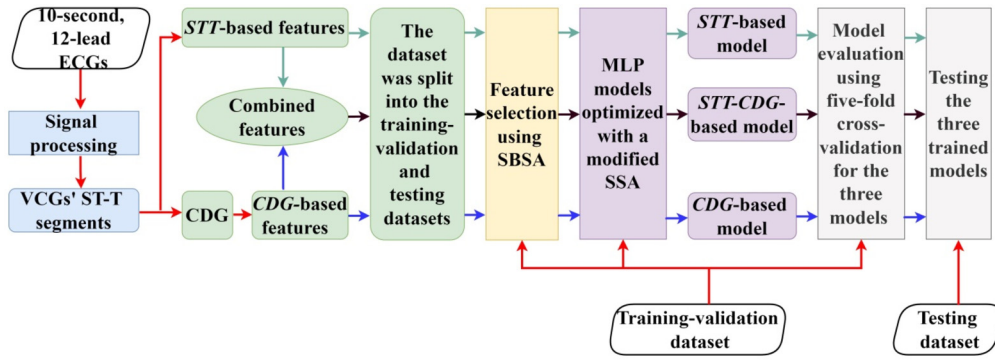 10-second,
12-lead
ECGs
Signal
processing
VCGs' ST-T
segments
STT-based features
Combined
features
CDG
CDG-based
features
The
dataset
was split
into the
training-
validation
and
testing
datasets
Feature
selection
using
SBSA
MLP
models
optimized
with a
modified
SSA
STT-based
model
STT-CDG-
based model
CDG-based
model
Model
evaluation
using
five-fold
cross-
validation
for the
three
models
Testing
the
three
trained
models
Training-validation
dataset
Testing
dataset